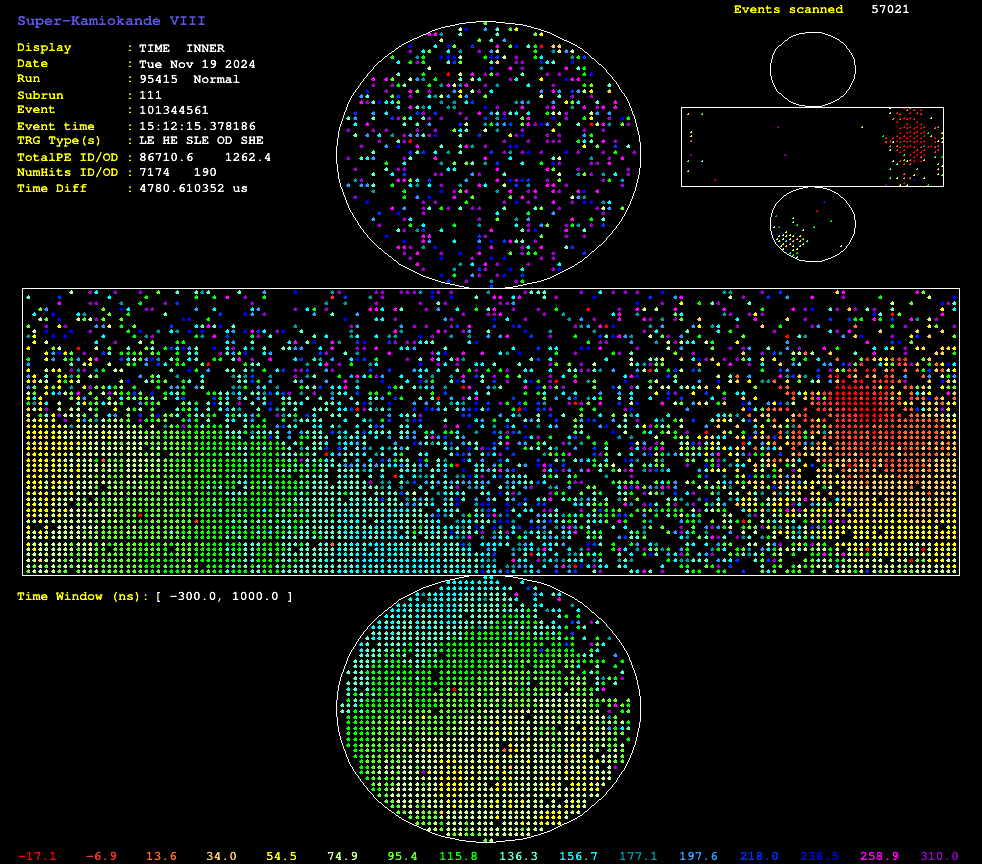 Super-Kamiokande VIII
Events scanned 57021
Display : TIME INNER
Date : Tue Nov 19 2024
Run : 95415 Normal
Subrun : 111
Event : 101344561
Event time : 15:12:15.378186
TRG Type(s) : LE HE SLE OD SHE
TotalPE ID/OD : 86710.6 1262.4
NumHits ID/OD : 7174 190
Time Diff : 4780.610352 us
Time Window (ns): [ −300.0, 1000.0 ]
−17.1 −6.9 13.6 34.0 54.5 74.9 95.4 115.8 136.3 156.7 177.1 197.6 218.0 238.5 258.9 310.0